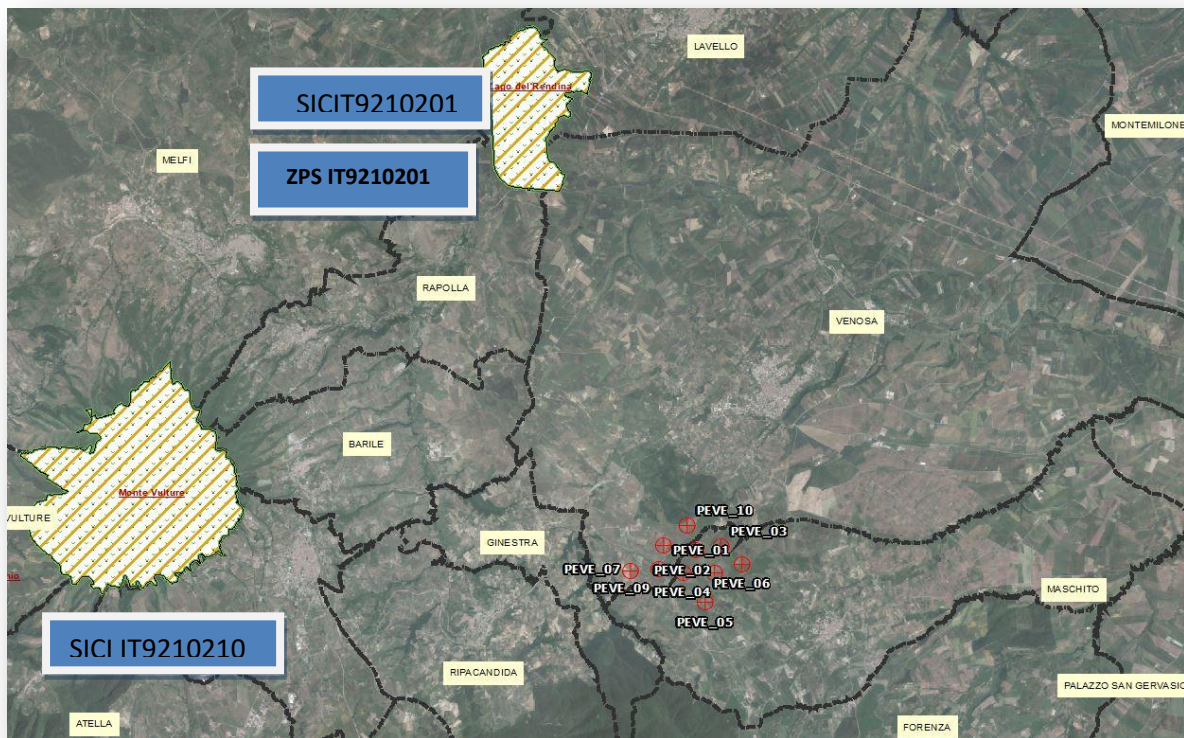 LAVELLO
Lago del Rendina
SICIT9210201
MONTEMILONE
MELFI
ZPS IT9210201
RAPOLLA
VENOSA
BARILE
Monte Vulture
VULTURE
PEVE_10
PEVE_03
GINESTRA
PEVE_01
PEVE_07
PEVE_02
PEVE_09
PEVE_04
PEVE_06
MASCHITO
PEVE_05
SICI IT9210210
RIPACANDIDA
PALAZZO SAN GERVASIO
ATELLA
FORENZA